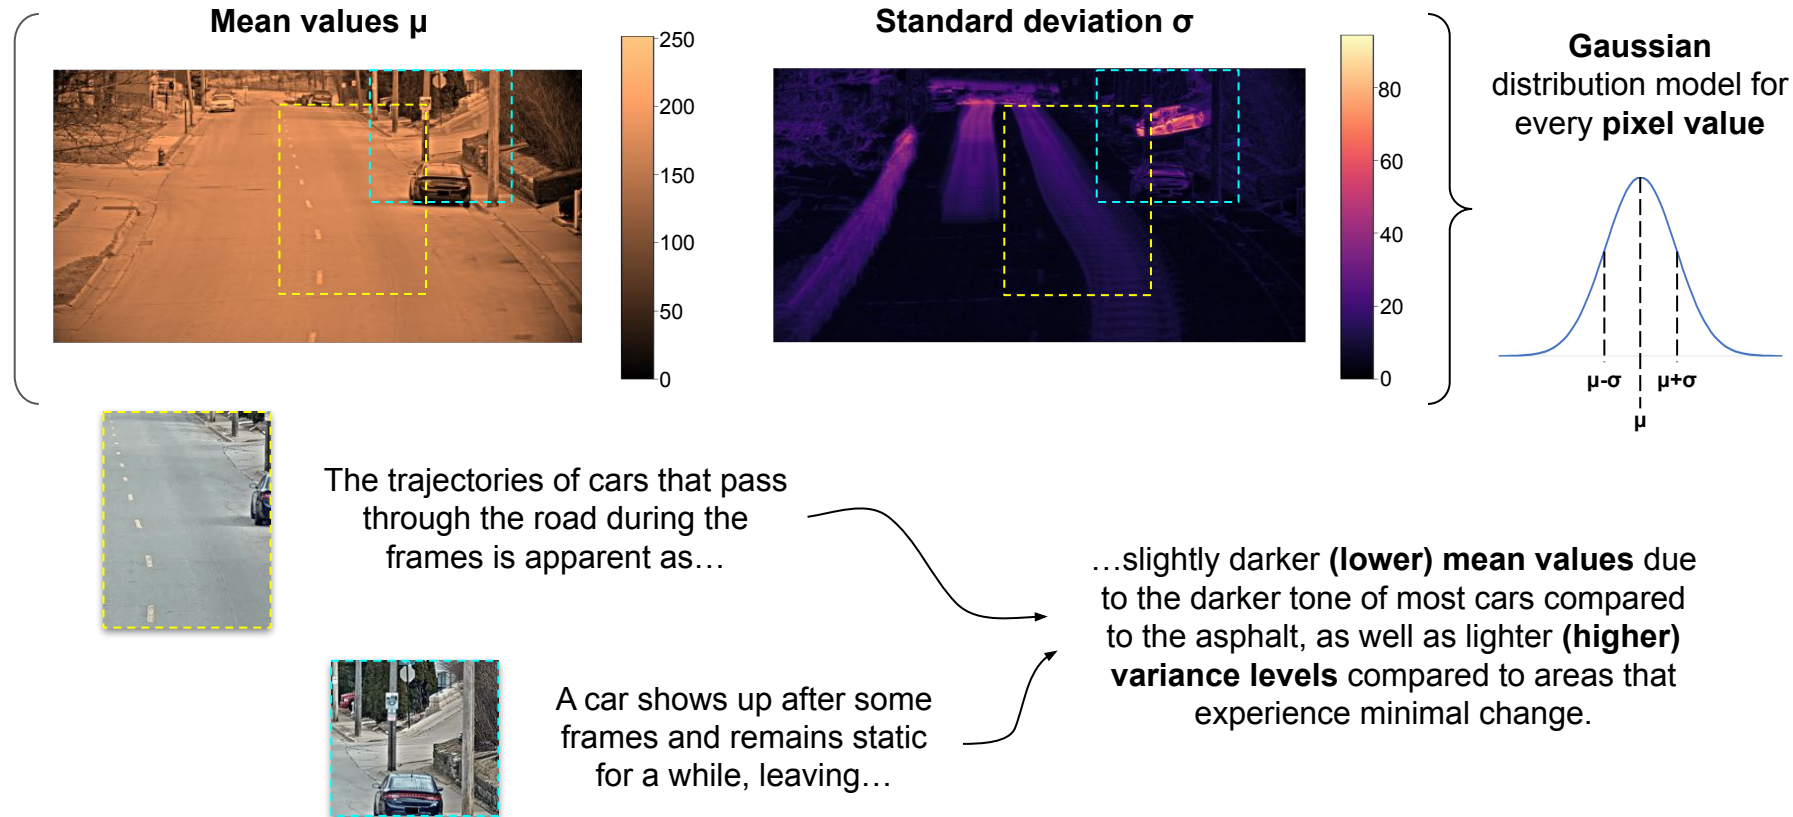 Mean values μ
Standard deviation σ
250
200
150
100
50
0
80
60
40
20
0
Gaussian
distribution model for
every pixel value
μ-σ
μ+σ
μ
The trajectories of cars that pass
through the road during the
frames is apparent as…
…slightly darker (lower) mean values due
to the darker tone of most cars compared
to the asphalt, as well as lighter (higher)
variance levels compared to areas that
experience minimal change.
A car shows up after some
frames and remains static
for a while, leaving…